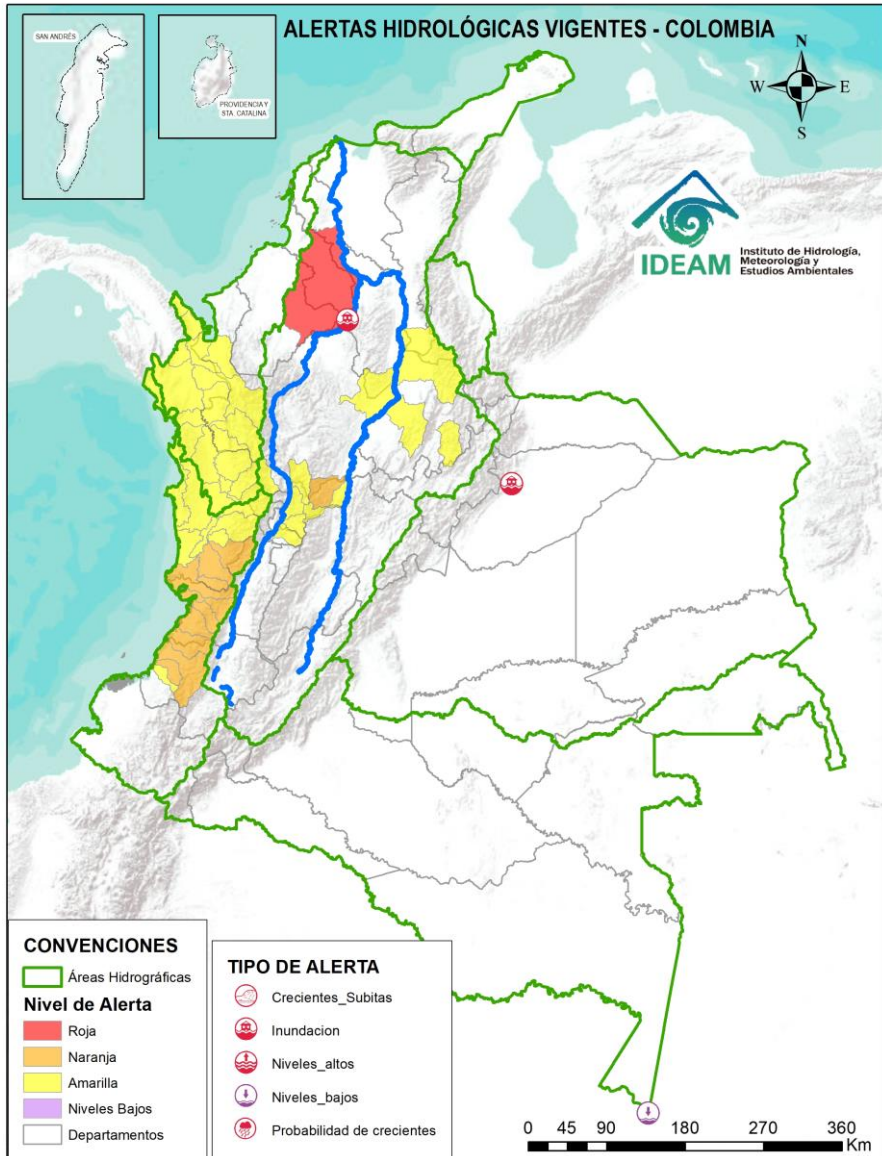 ALERTAS HIDROLÓGICAS VIGENTES - COLOMBIA
SAN ANDRÉS
PROVIDENCIA Y
STA. CATALINA
N
W
E
S
IDEAM
Instituto de Hidrología,
Meteorología y
Estudios Ambientales
CONVENCIONES
Áreas Hidrográficas
Nivel de Alerta
Roja
Naranja
Amarilla
Niveles Bajos
Departamentos
TIPO DE ALERTA
Crecientes_Subitas
Inundacion
Niveles_altos
Niveles_bajos
Probabilidad de crecientes
0 45 90 180 270 360
Km